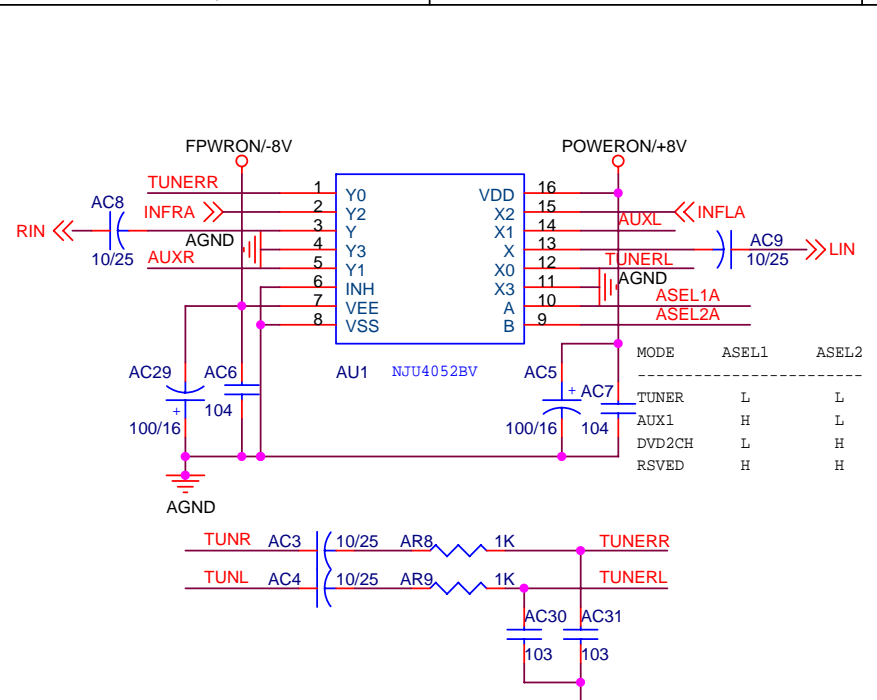 FPWRON/-8V
POWERON/+8V
TUNERR
1
Y0
VDD
16
AC8
INFRA
2
Y2
X2
15
INFLA
RIN
3
Y
X1
14
AUXL
AGND
4
Y3
X
13
AC9
LIN
10/25
AUXR
5
Y1
X0
12
TUNERL
10/25
6
INH
X3
11
AGND
7
VEE
A
10
ASEL1A
8
VSS
B
9
ASEL2A
AU1
NJU4052BV
AC29
AC6
+
104
100/16
AC5
+
AC7
100/16
104
MODE ASEL1 ASEL2
------------------------
TUNER L L
AUX1 H L
DVD2CH L H
RSVED H H
AGND
TUNR AC3 10/25 AR8 1K TUNERR
TUNL AC4 10/25 AR9 1K TUNERL
AC30 AC31
103 103